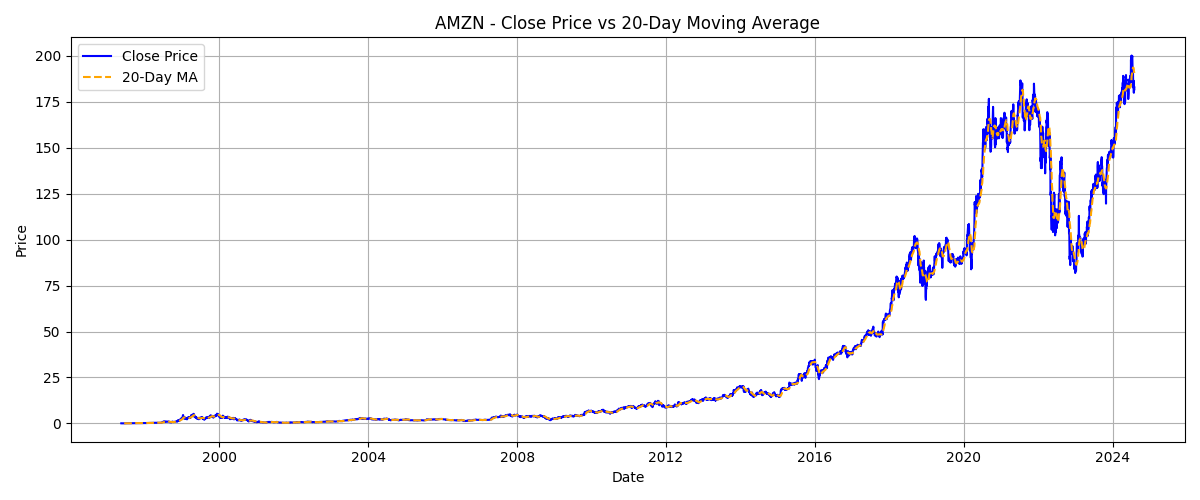 AMZN - Close Price vs 20-Day Moving Average
Close Price
20-Day MA
Price
200
175
150
125
100
75
50
25
0
2000 2004 2008 2012 2016 2020 2024
Date